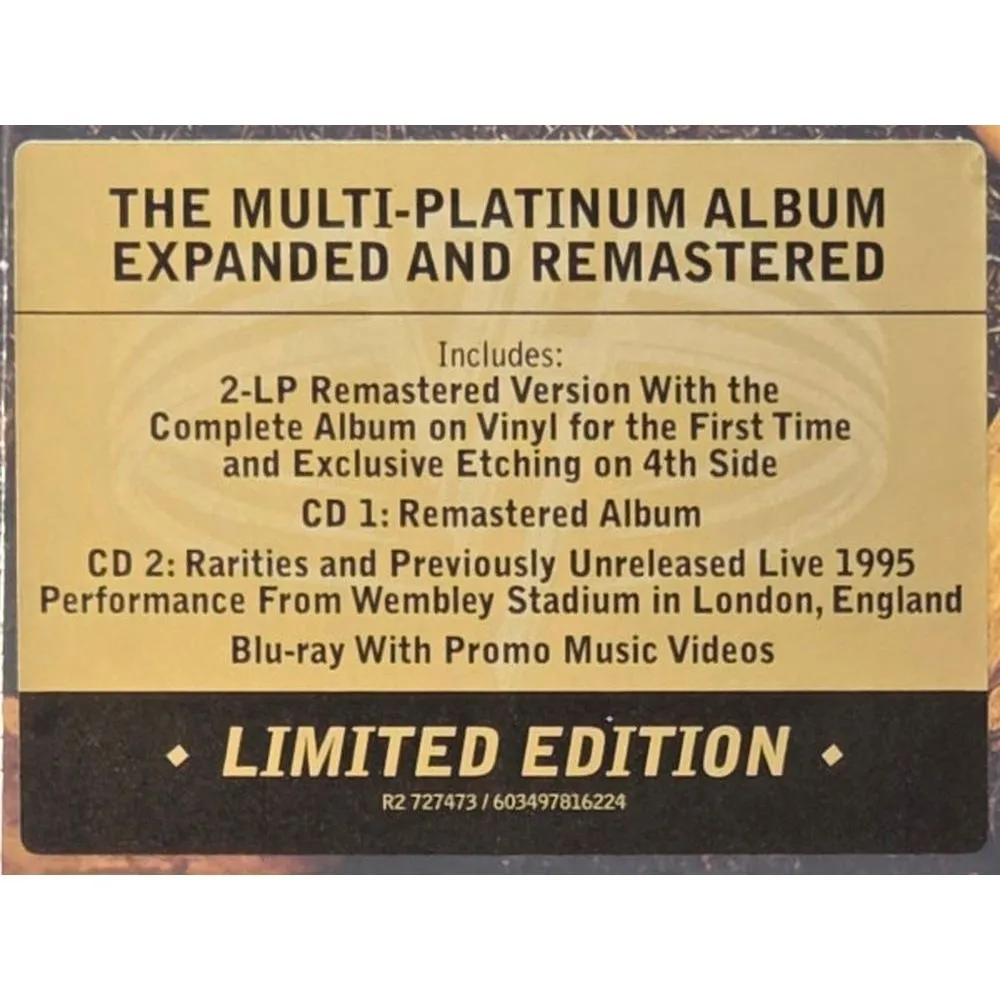 THE MULTI-PLATINUM ALBUM
EXPANDED AND REMASTERED
Includes:
2-LP Remastered Version With the
Complete Album on Vinyl for the First Time
and Exclusive Etching on 4th Side
CD 1: Remastered Album
CD 2: Rarities and Previously Unreleased Live 1995
Performance From Wembley Stadium in London, England
Blu-ray With Promo Music Videos
LIMITED EDITION
R2 727473 / 603497816224